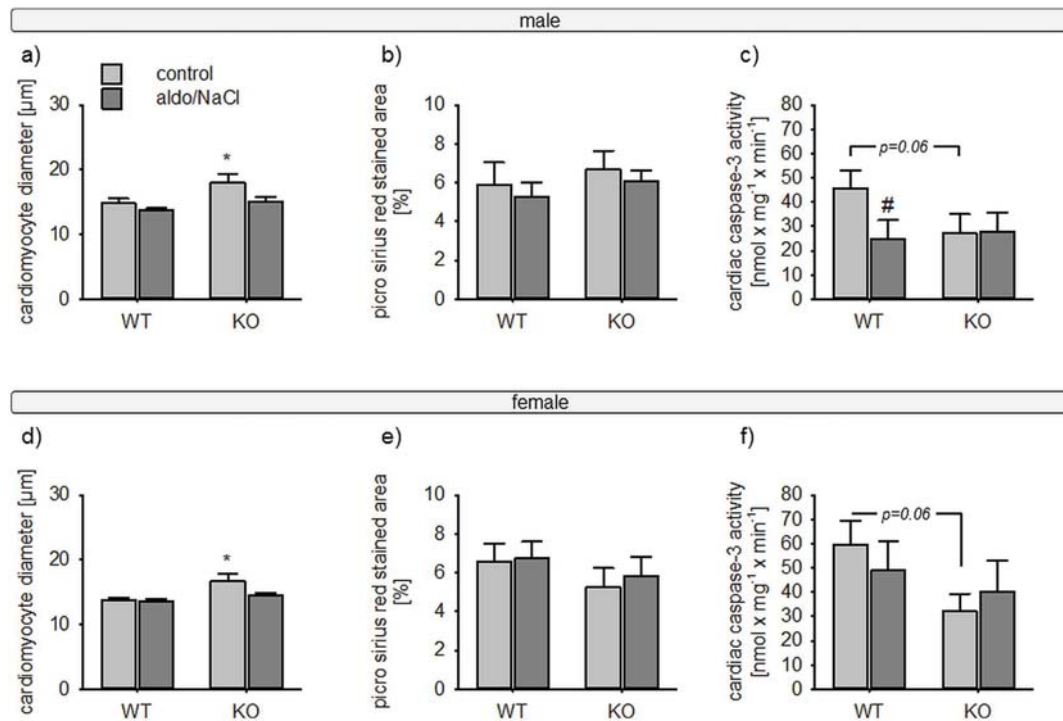 male
a)
b)
c)
control
aldo/NaCl
cardiomyocyte diameter [µm]
30
20
10
0
*
WT
KO
picro sirius red stained area
[%]
10
8
6
4
2
0
WT
KO
cardiac caspase-3 activity
[nmol x mg⁻¹ x min⁻¹]
80
70
60
50
40
30
20
10
0
p=0.06
#
WT
KO
female
d)
e)
f)
cardiomyocyte diameter [µm]
30
20
10
0
*
WT
KO
picro sirius red stained area
[%]
10
8
6
4
2
0
WT
KO
cardiac caspase-3 activity
[nmol x mg⁻¹ x min⁻¹]
80
70
60
50
40
30
20
10
0
p=0.06
WT
KO